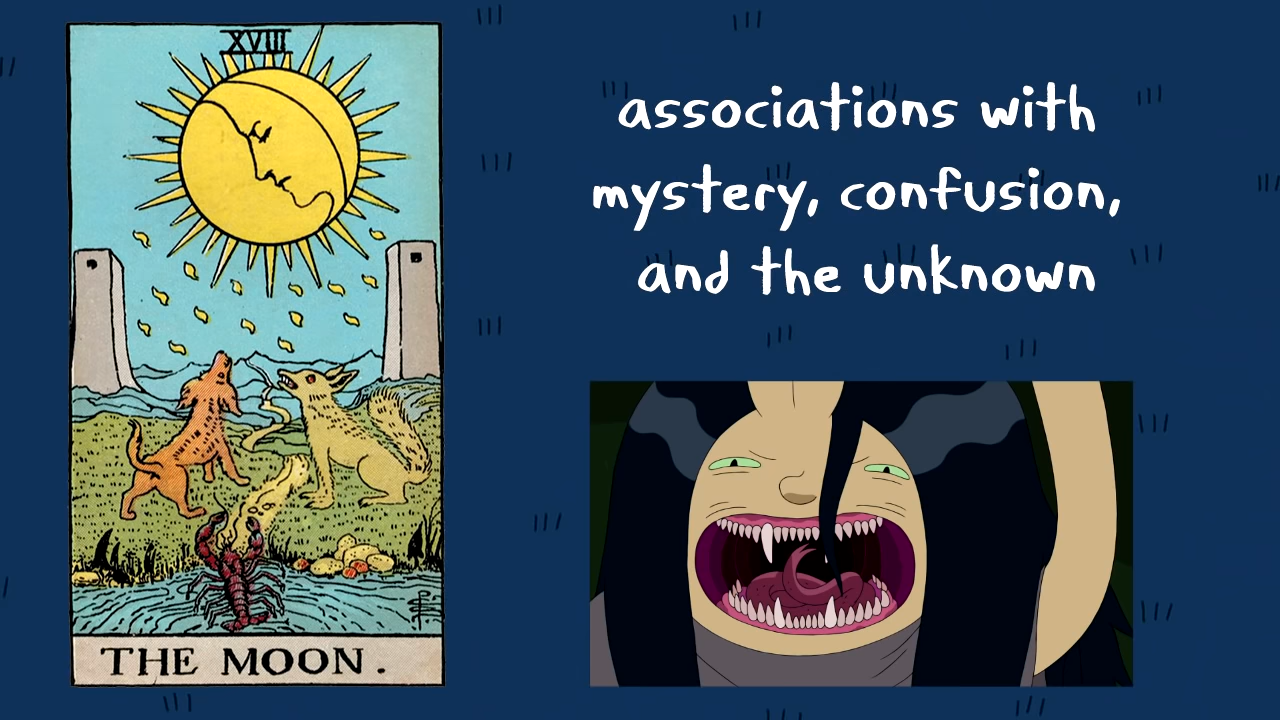 XVIII
THE MOON.
associations with
mystery, confusion,
and the unknown